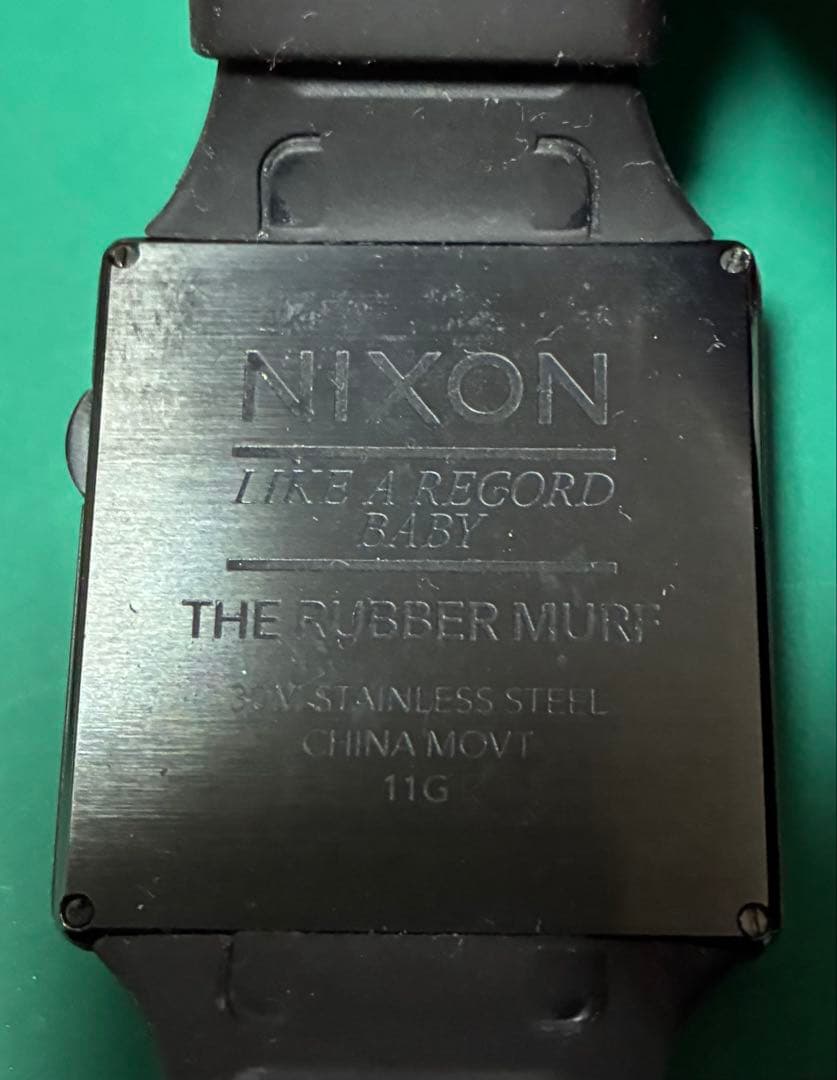 NIXON
LIKE A RECORD
BABY
THE RUBBER MURF
30M STAINLESS STEEL
CHINA MOVT
11G